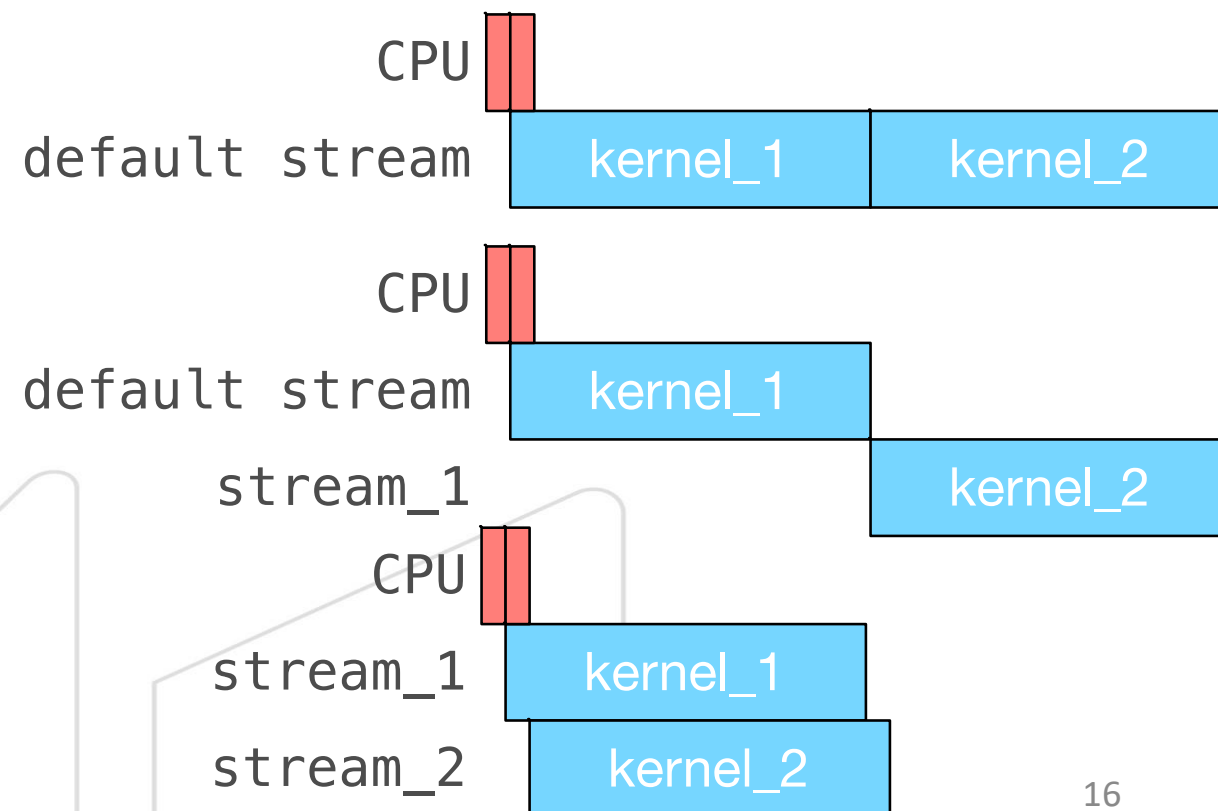 CPU
default stream kernel_1 kernel_2
CPU
default stream kernel_1
stream_1 kernel_2
CPU
stream_1 kernel_1
stream_2 kernel_2
16